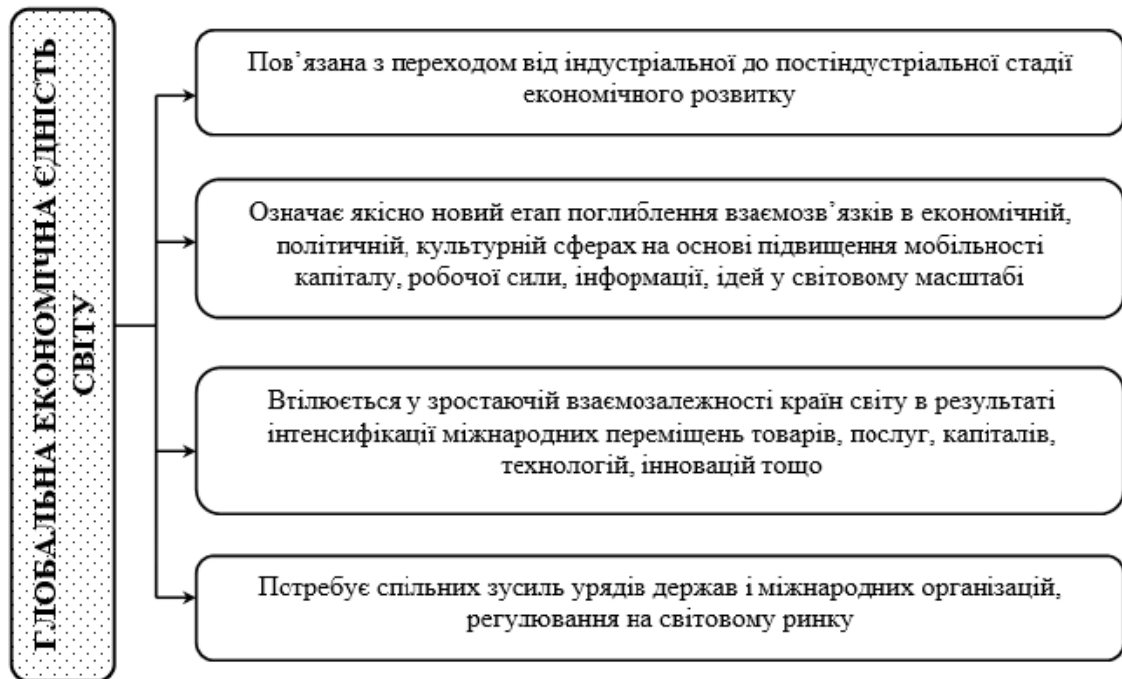 ГЛОБАЛЬНА ЕКОНОМІЧНА ЄДНІСТЬ
СВІТУ
Пов’язана з переходом від індустріальної до постіндустріальної стадії
економічного розвитку
Означає якісно новий етап поглиблення взаємозв’язків в економічній,
політичній, культурній сферах на основі підвищення мобільності
капіталу, робочої сили, інформації, ідей у світовому масштабі
Втілюється у зростаючій взаємозалежності країн світу в результаті
інтенсифікації міжнародних переміщень товарів, послуг, капіталів,
технологій, інновацій тощо
Потребує спільних зусиль урядів держав і міжнародних організацій,
регулювання на світовому ринку